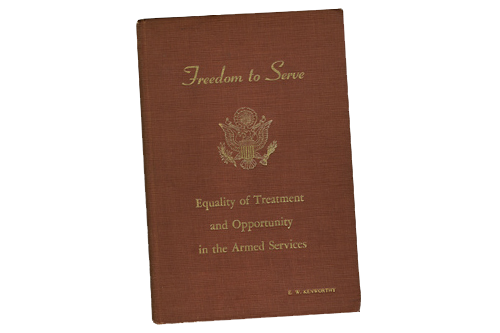 Freedom to Serve
Equality of Treatment
and Opportunity
in the Armed Services
E. W. KENWORTHY